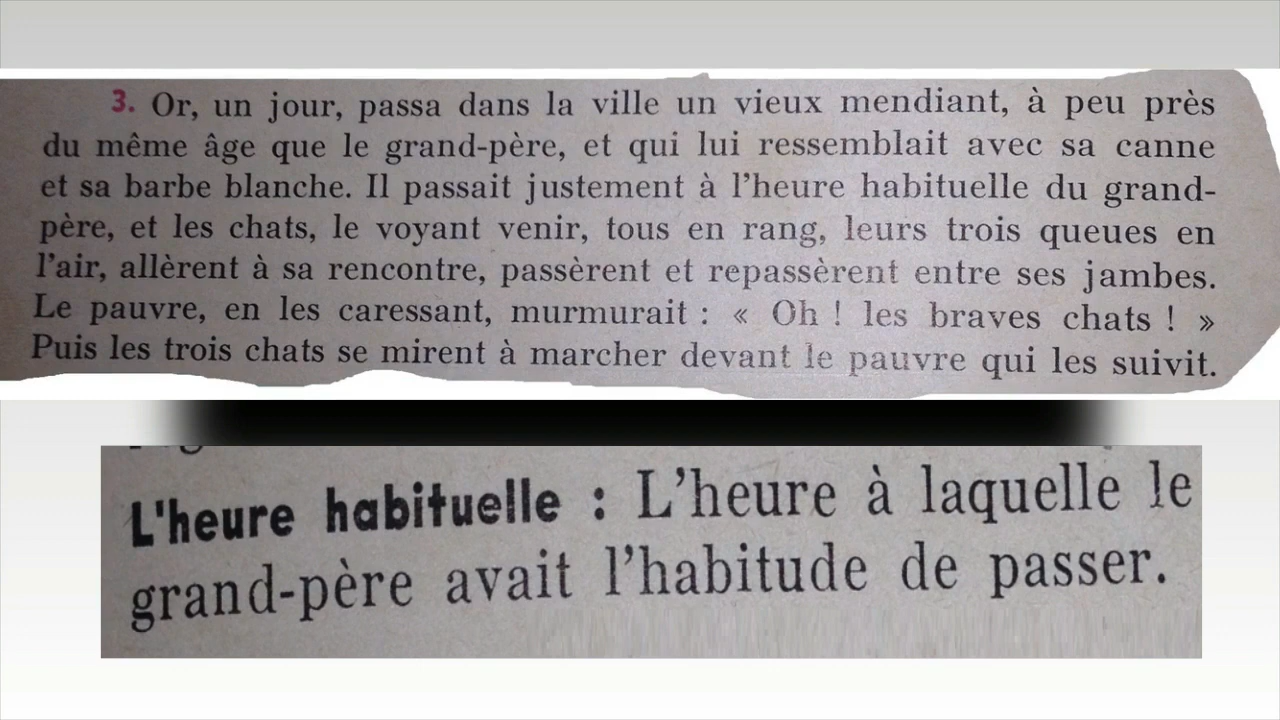 3. Or, un jour, passa dans la ville un vieux mendiant, à peu près
du même âge que le grand-père, et qui lui ressemblait avec sa canne
et sa barbe blanche. Il passait justement à l'heure habituelle du grand-
père, et les chats, le voyant venir, tous en rang, leurs trois queues en
l'air, allèrent à sa rencontre, passèrent et repassèrent entre ses jambes.
Le pauvre, en les caressant, murmurait : « Oh ! les braves chats ! »
Puis les trois chats se mirent à marcher devant le pauvre qui les suivit.
L'heure habituelle : L'heure à laquelle le
grand-père avait l'habitude de passer.